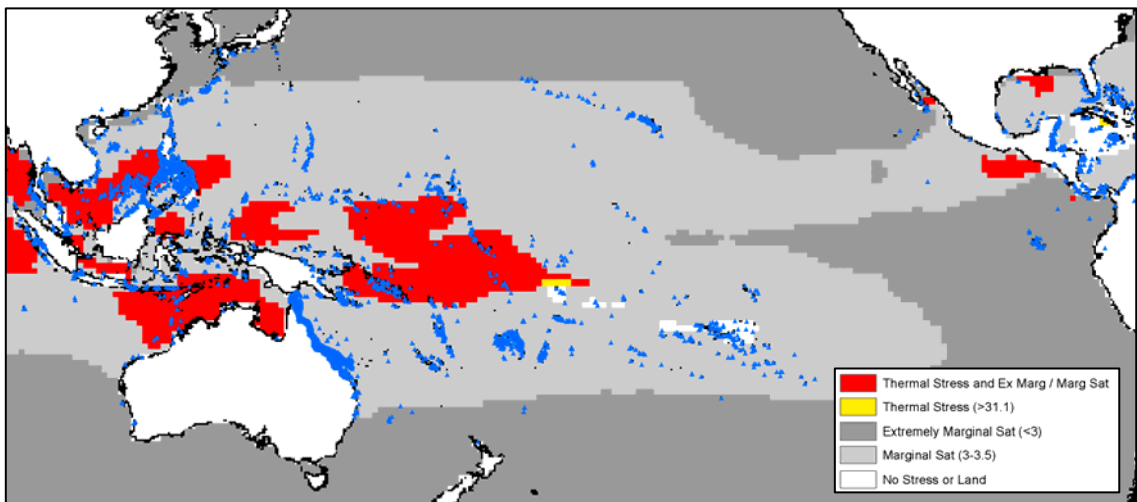 Thermal Stress and Ex Marg / Marg Sat
Thermal Stress (>31.1)
Extremely Marginal Sat (<3)
Marginal Sat (3-3.5)
No Stress or Land